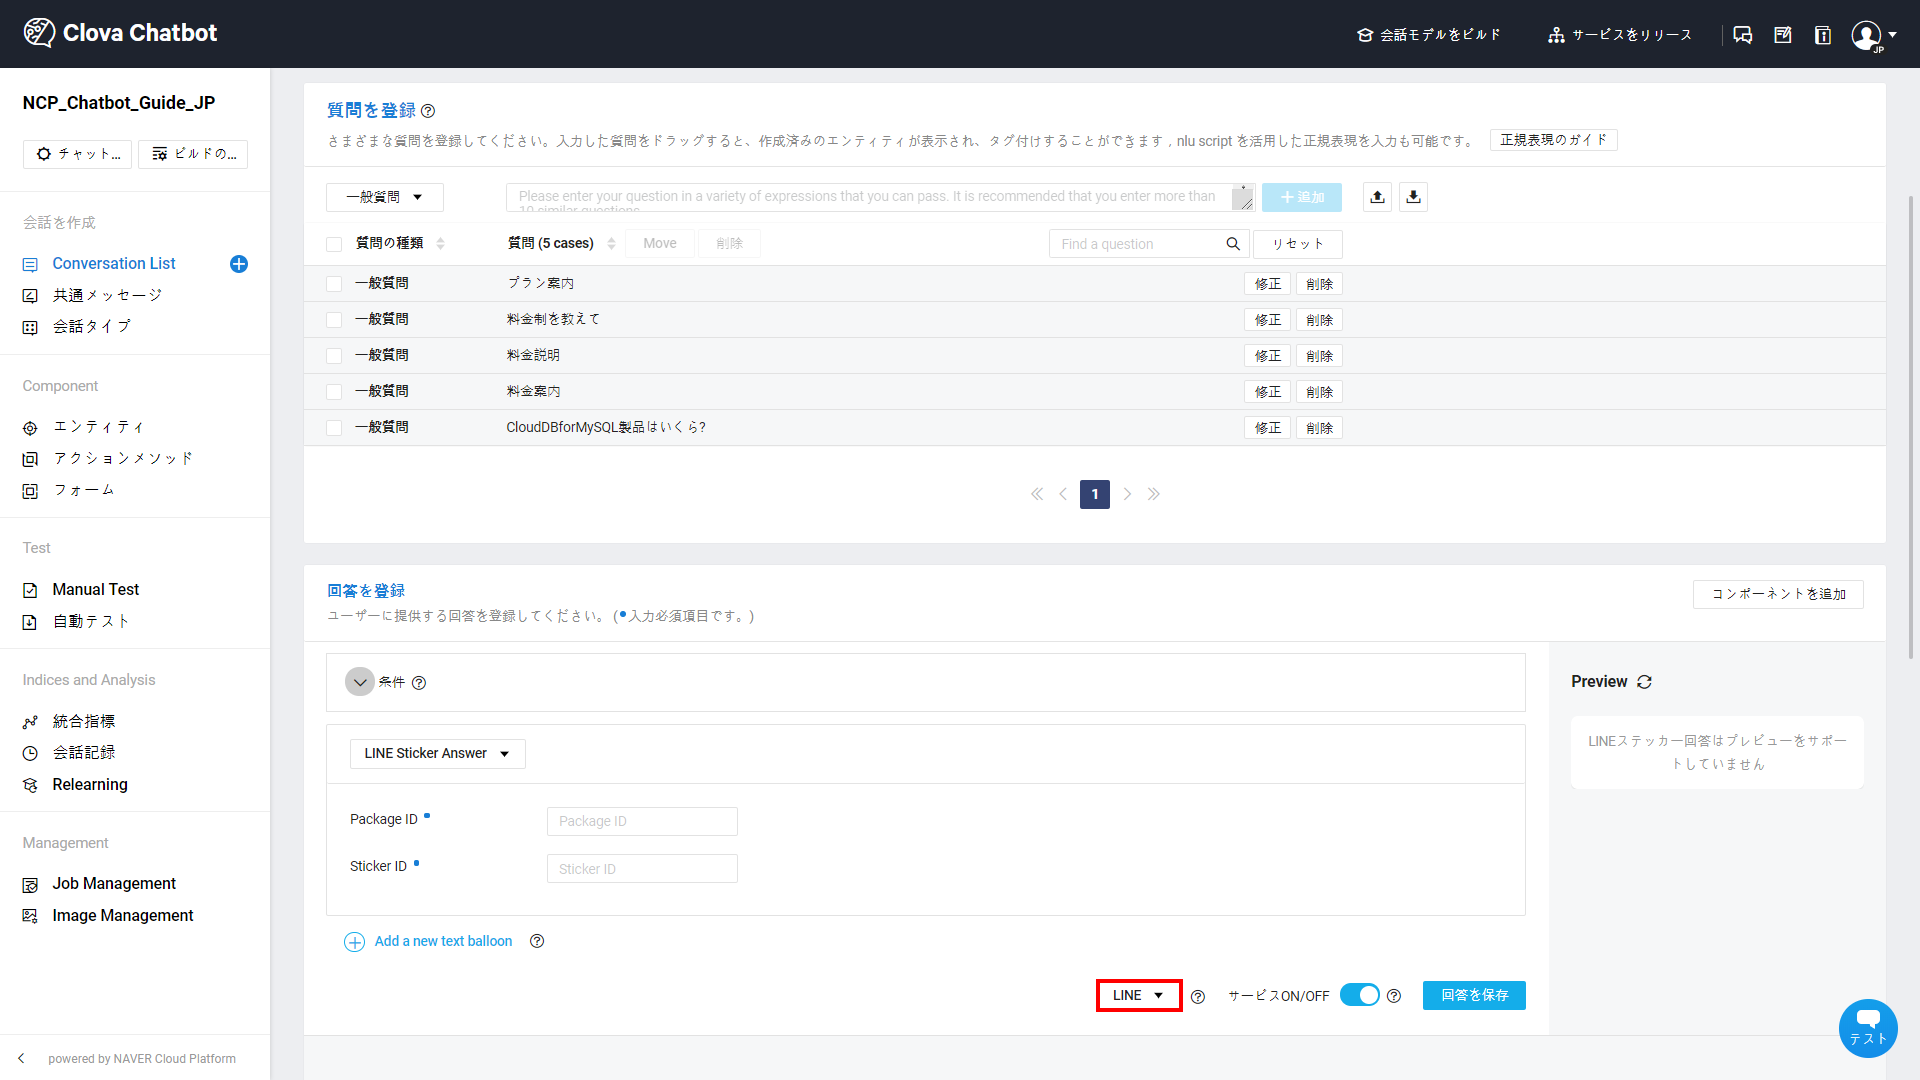 Clova Chatbot
会話モデルをビルド
サービスをリリース
JP
NCP_Chatbot_Guide_JP
チャット...
ビルドの...
会話を作成
Conversation List
共通メッセージ
会話タイプ
Component
エンティティ
アクションメソッド
フォーム
Test
Manual Test
自動テスト
Indices and Analysis
統合指標
会話記録
Relearning
Management
Job Management
Image Management
powered by NAVER Cloud Platform
質問を登録
さまざまな質問を登録してください。入力した質問をドラッグすると、作成済みのエンティティが表示され、タグ付けすることができます , nlu script を活用した正規表現を入力も可能です。
正規表現のガイド
一般質問
Please enter your question in a variety of expressions that you can pass. It is recommended that you enter more than
10 similar questions
+ 追加
質問の種類
質問 (5 cases)
Move
削除
Find a question
リセット
一般質問 プラン案内 修正 削除
一般質問 料金制を教えて 修正 削除
一般質問 料金説明 修正 削除
一般質問 料金案内 修正 削除
一般質問 CloudDBforMySQL製品はいくら? 修正 削除
1
回答を登録
ユーザーに提供する回答を登録してください。(●入力必須項目です。)
コンポーネントを追加
条件
LINE Sticker Answer
Package ID
Package ID
Sticker ID
Sticker ID
Add a new text balloon
LINE
サービスON/OFF
回答を保存
Preview
LINEステッカー回答はプレビューをサポー
トしていません
テスト